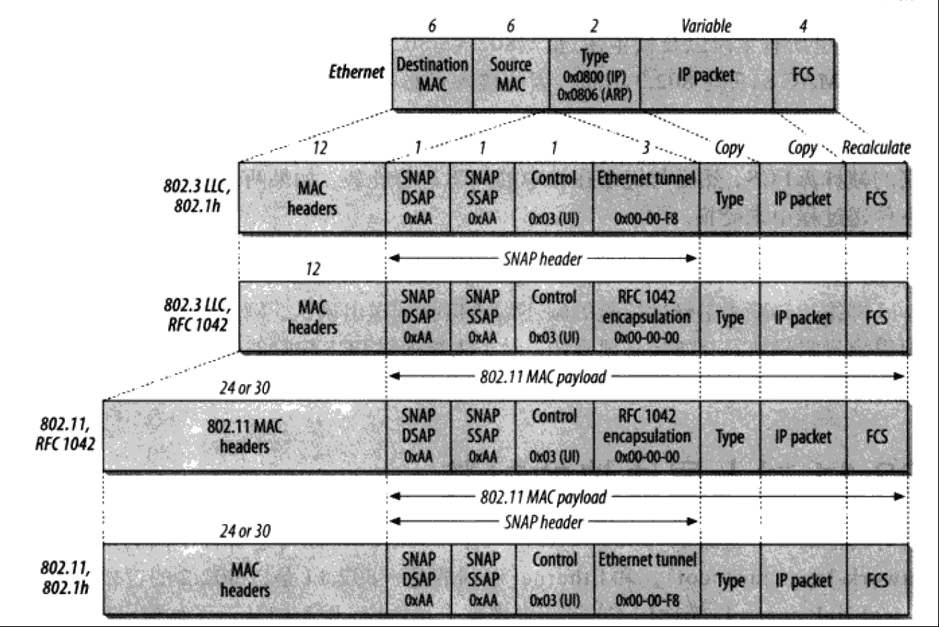 6 6 2 Variable 4
Ethernet
Destination MAC
Source MAC
Type 0x0800 (IP) 0x0806 (ARP)
IP packet
FCS
12 1 1 1 3 Copy Copy Recalculate
802.3 LLC, 802.1h
MAC headers
SNAP DSAP 0xAA
SNAP SSAP 0xAA
Control 0x03 (UI)
Ethernet tunnel 0x00-00-F8
Type
IP packet
FCS
SNAP header
12
802.3 LLC, RFC 1042
MAC headers
SNAP DSAP 0xAA
SNAP SSAP 0xAA
Control 0x03 (UI)
RFC 1042 encapsulation 0x00-00-00
Type
IP packet
FCS
802.11 MAC payload
24 or 30
802.11, RFC 1042
802.11 MAC headers
SNAP DSAP 0xAA
SNAP SSAP 0xAA
Control 0x03 (UI)
RFC 1042 encapsulation 0x00-00-00
Type
IP packet
FCS
802.11 MAC payload
SNAP header
24 or 30
802.11, 802.1h
MAC headers
SNAP DSAP 0xAA
SNAP SSAP 0xAA
Control 0x03 (UI)
Ethernet tunnel 0x00-00-F8
Type
IP packet
FCS